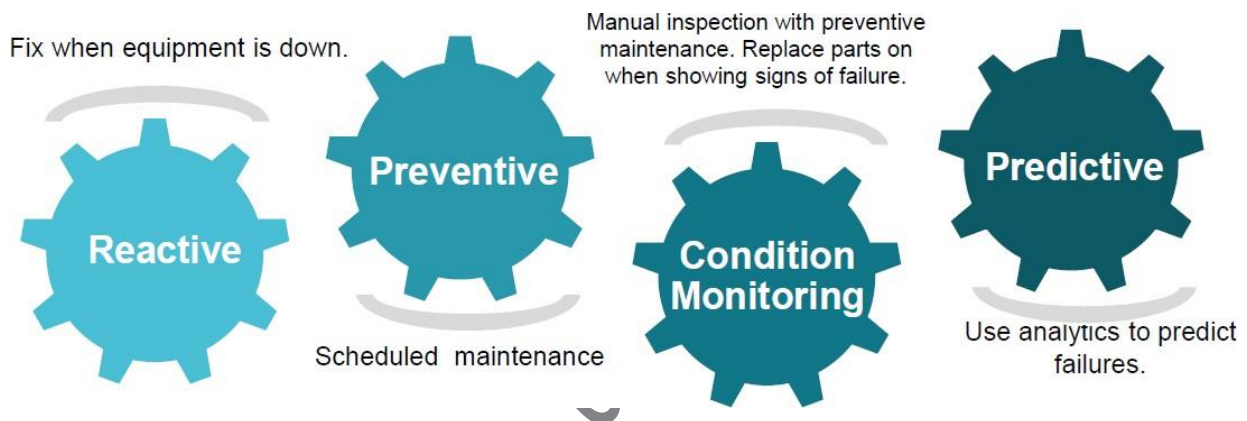 Fix when equipment is down.
Reactive
Preventive
Scheduled  maintenance
Manual inspection with preventive
maintenance. Replace parts on
when showing signs of failure.
Condition
Monitoring
Predictive
Use analytics to predict
failures.